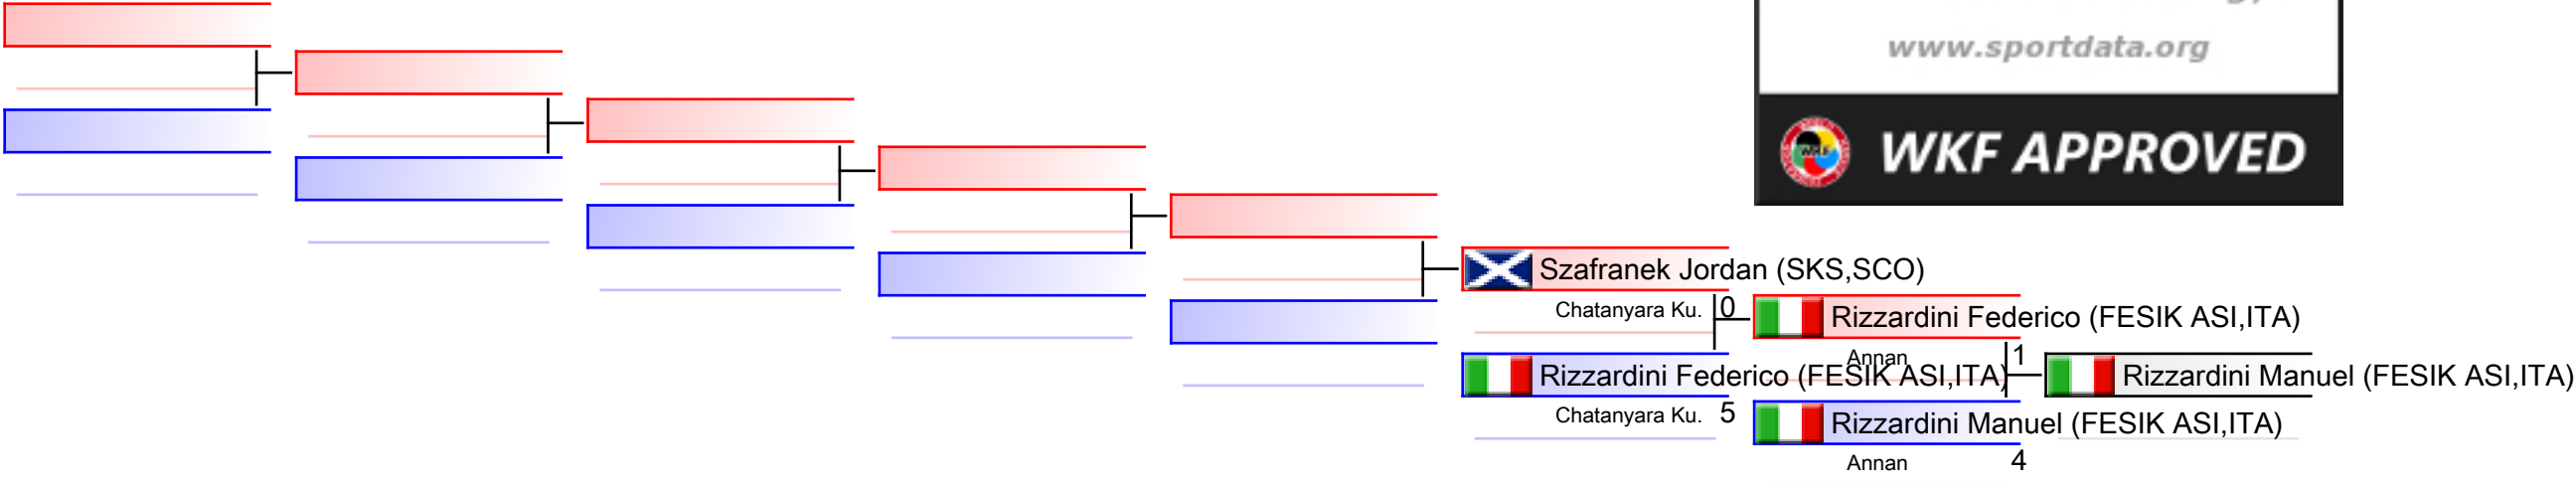 www.sportdata.org
WKF APPROVED
Szafranek Jordan (SKS,SCO)
Chatanyara Ku. 0
Rizzardini Federico (FESIK ASI,ITA)
Annan 1
Rizzardini Federico (FESIK ASI,ITA)
Rizzardini Manuel (FESIK ASI,ITA)
Chatanyara Ku. 5
Rizzardini Manuel (FESIK ASI,ITA)
Annan 4